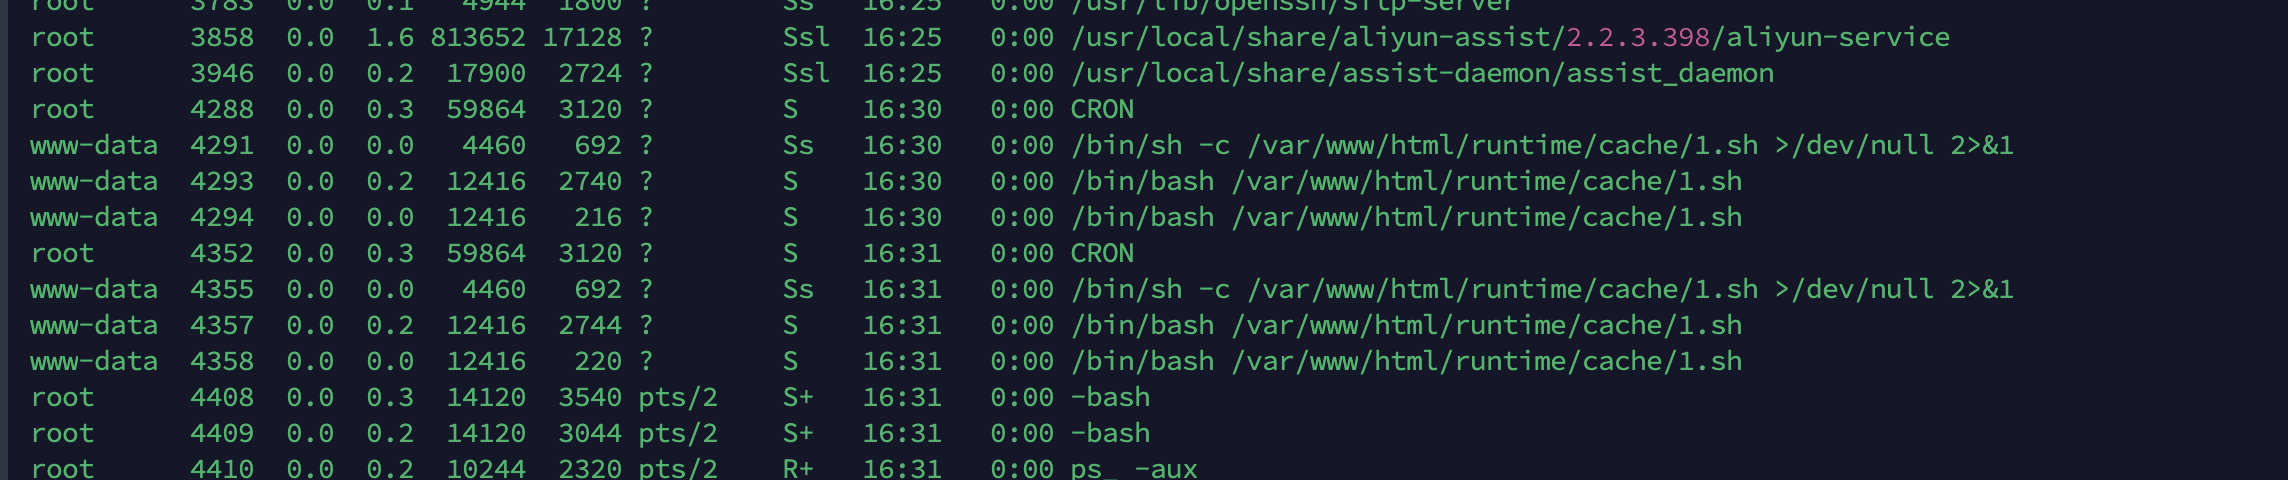 root 3783 0.0 0.1 4944 1800 ? Ss 16:25 0:00 /usr/lib/openssh/sftp-server
root 3858 0.0 1.6 813652 17128 ? Ssl 16:25 0:00 /usr/local/share/aliyun-assist/2.2.3.398/aliyun-service
root 3946 0.0 0.2 17900 2724 ? Ssl 16:25 0:00 /usr/local/share/assist-daemon/assist_daemon
root 4288 0.0 0.3 59864 3120 ? S 16:30 0:00 CRON
www-data 4291 0.0 0.0 4460 692 ? Ss 16:30 0:00 /bin/sh -c /var/www/html/runtime/cache/1.sh >/dev/null 2>&1
www-data 4293 0.0 0.2 12416 2740 ? S 16:30 0:00 /bin/bash /var/www/html/runtime/cache/1.sh
www-data 4294 0.0 0.0 12416 216 ? S 16:30 0:00 /bin/bash /var/www/html/runtime/cache/1.sh
root 4352 0.0 0.3 59864 3120 ? S 16:31 0:00 CRON
www-data 4355 0.0 0.0 4460 692 ? Ss 16:31 0:00 /bin/sh -c /var/www/html/runtime/cache/1.sh >/dev/null 2>&1
www-data 4357 0.0 0.2 12416 2744 ? S 16:31 0:00 /bin/bash /var/www/html/runtime/cache/1.sh
www-data 4358 0.0 0.0 12416 220 ? S 16:31 0:00 /bin/bash /var/www/html/runtime/cache/1.sh
root 4408 0.0 0.3 14120 3540 pts/2 S+ 16:31 0:00 -bash
root 4409 0.0 0.2 14120 3044 pts/2 S+ 16:31 0:00 -bash
root 4410 0.0 0.2 10244 2320 pts/2 R+ 16:31 0:00 ps_ -aux